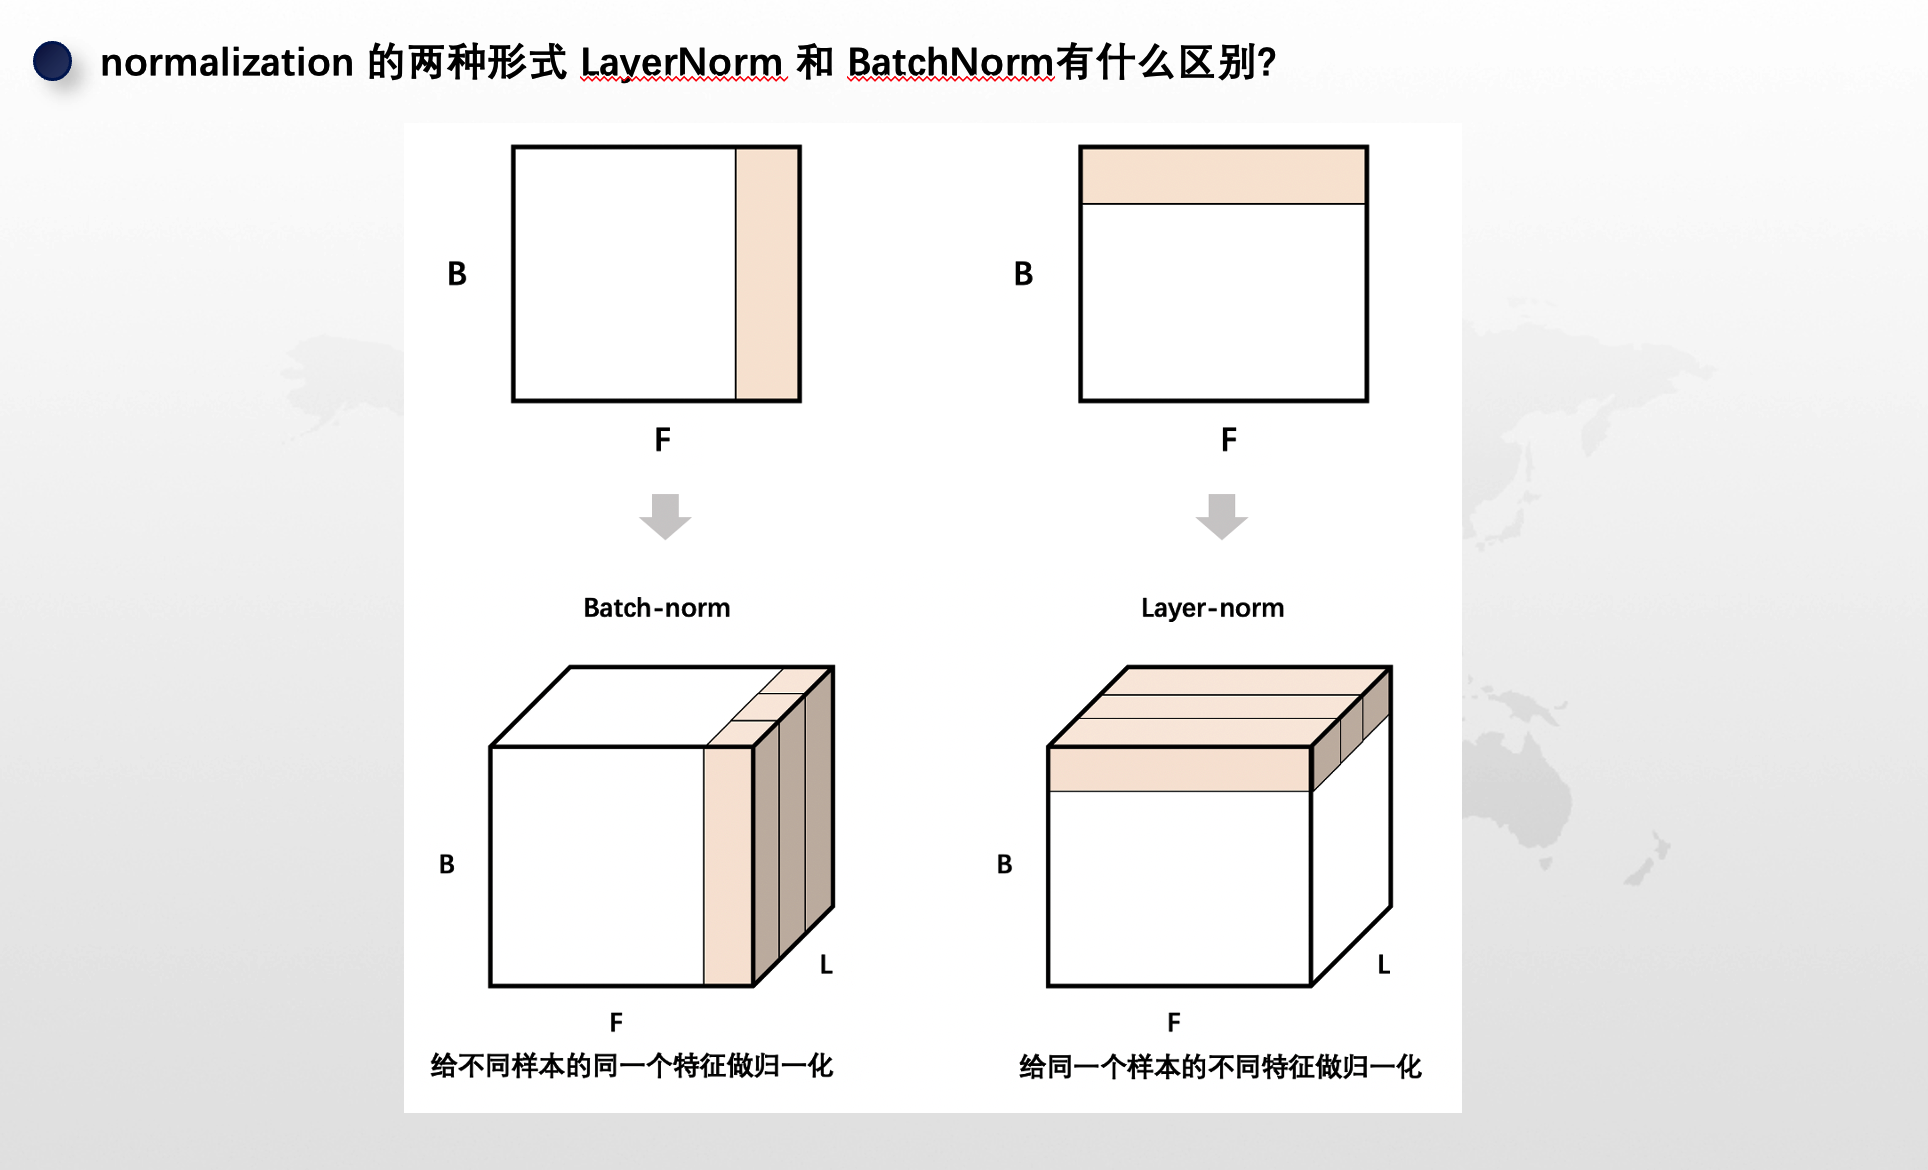 normalization 的两种形式 LayerNorm 和 BatchNorm有什么区别?
B
B
F
F
Batch-norm
Layer-norm
B
B
L
L
F
F
给不同样本的同一个特征做归一化
给同一个样本的不同特征做归一化